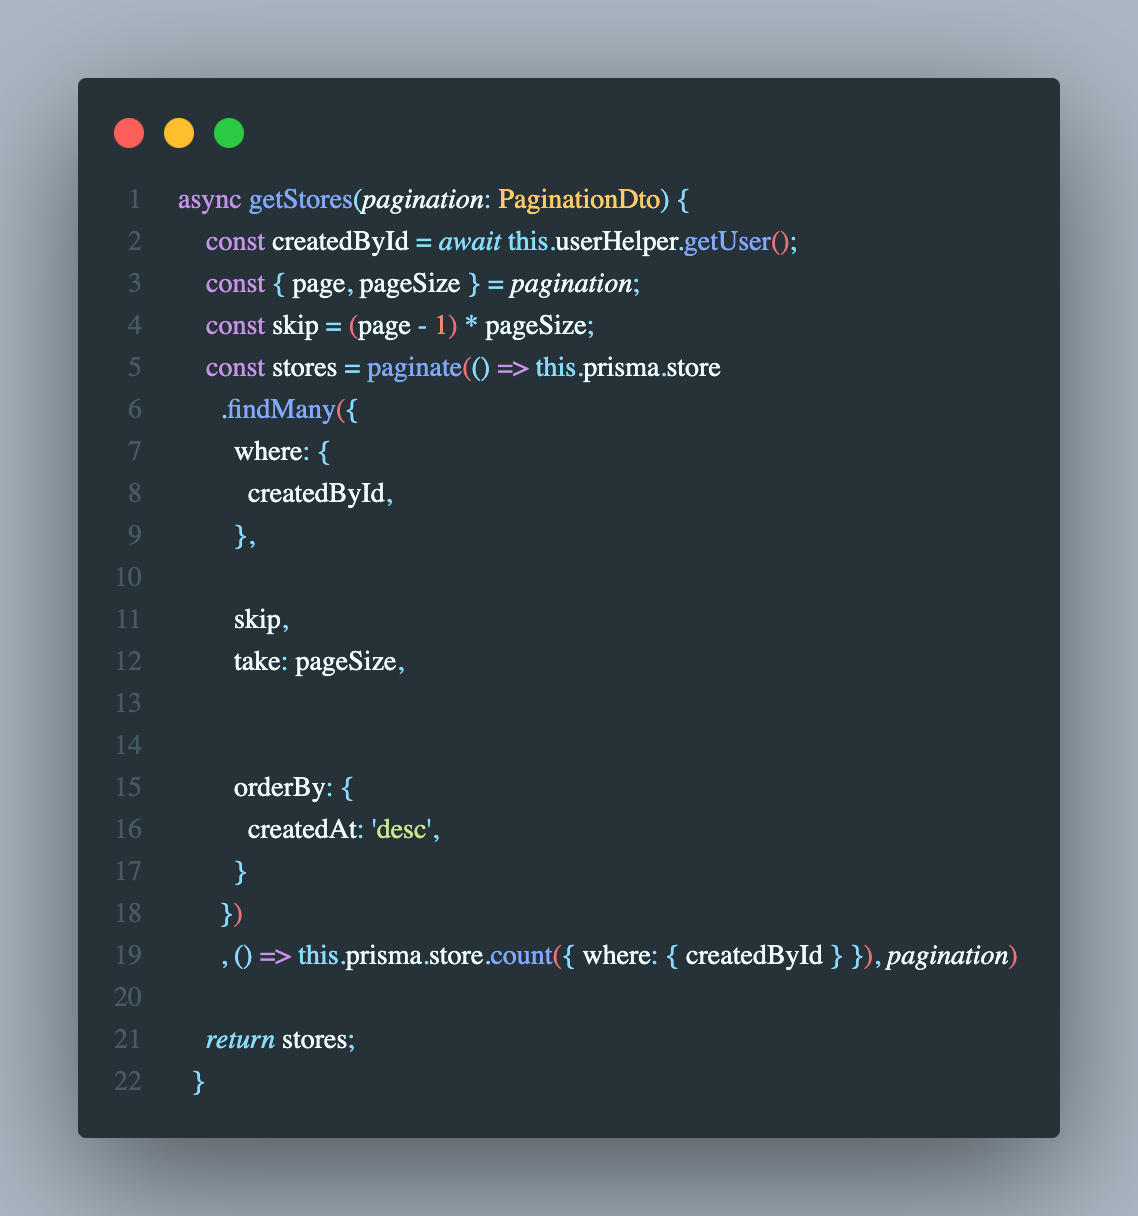 1 async getStores(pagination: PaginationDto) {
2 const createdById = await this.userHelper.getUser();
3 const { page, pageSize } = pagination;
4 const skip = (page - 1) * pageSize;
5 const stores = paginate(() => this.prisma.store
6 .findMany({
7 where: {
8 createdById,
9 },
10
11 skip,
12 take: pageSize,
13
14
15 orderBy: {
16 createdAt: 'desc',
17 }
18 })
19 , () => this.prisma.store.count({ where: { createdById } }), pagination)
20
21 return stores;
22 }